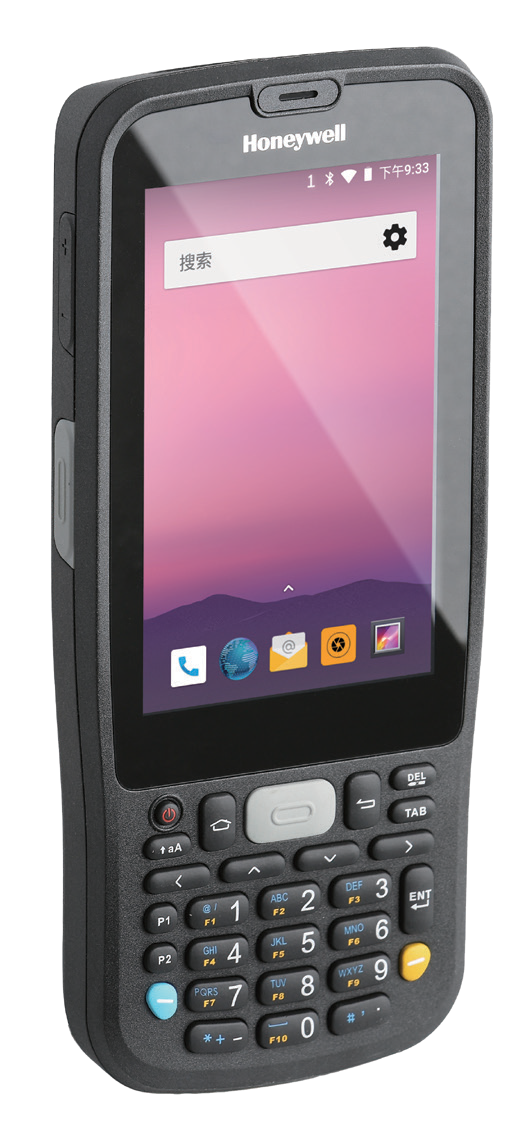 Honeywell
1 下午9:33
搜索
@
DEL
TAB
↑aA
P1
@ / F1 1
ABC F2 2
DEF F3 3
ENT
P2
GHI F4 4
JKL F5 5
MNO F6 6
PQRS F7 7
TUV F8 8
WXYZ F9 9
* + -
F10 0
# ' .